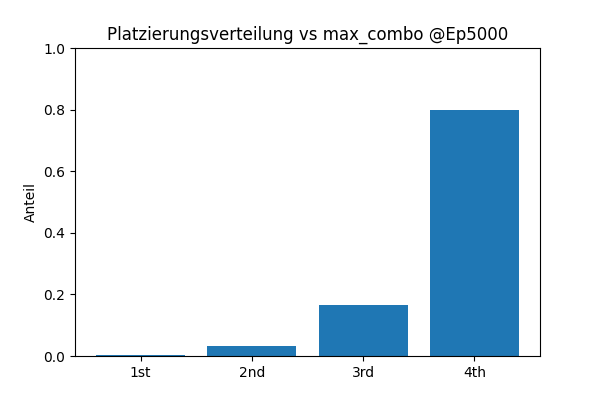 Platzierungsverteilung vs max_combo @Ep5000
1.0
0.8
0.6
0.4
0.2
0.0
Anteil
1st
2nd
3rd
4th